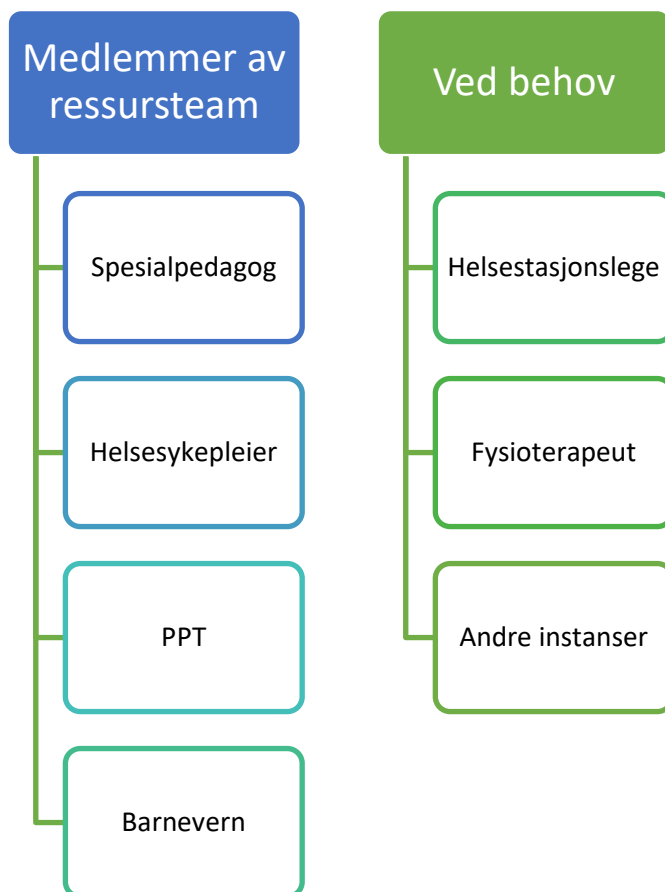 Medlemmer av
ressursteam
Spesialpedagog
Helsesykepleier
PPT
Barnevern
Ved behov
Helsestasjonslege
Fysioterapeut
Andre instanser